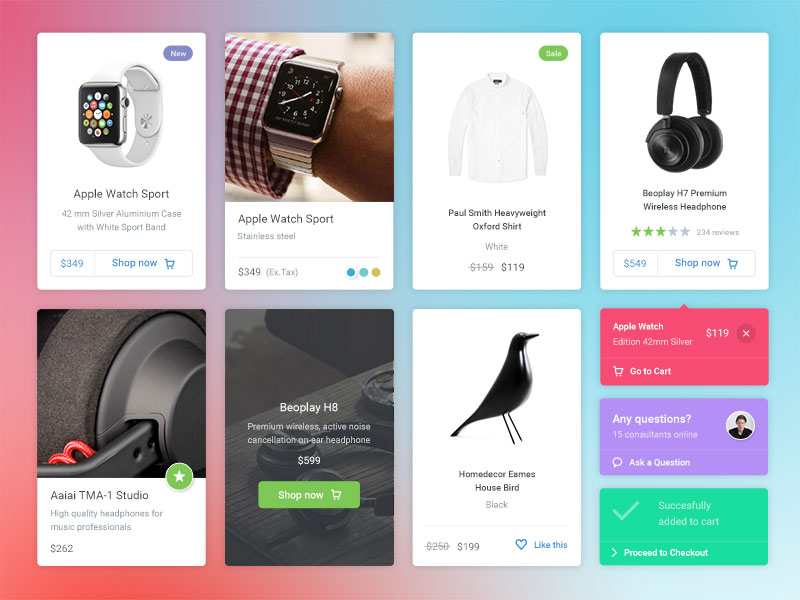 New
Apple Watch Sport
42 mm Silver Aluminium Case
with White Sport Band
$349
Shop now
Apple Watch Sport
Stainless steel
$349 (Ex.Tax)
Sale
Paul Smith Heavyweight
Oxford Shirt
White
$159 $119
Beoplay H7 Premium
Wireless Headphone
234 reviews
$549
Shop now
Aaiai TMA-1 Studio
High quality headphones for
music professionals
$262
Beoplay H8
Premium wireless, active noise
cancellation on-ear headphone
$599
Shop now
Homedecor Eames
House Bird
Black
$250 $199
Like this
Apple Watch
Edition 42mm Silver
$119
Go to Cart
Any questions?
15 consultants online
Ask a Question
Succesfully
added to cart
Proceed to Checkout